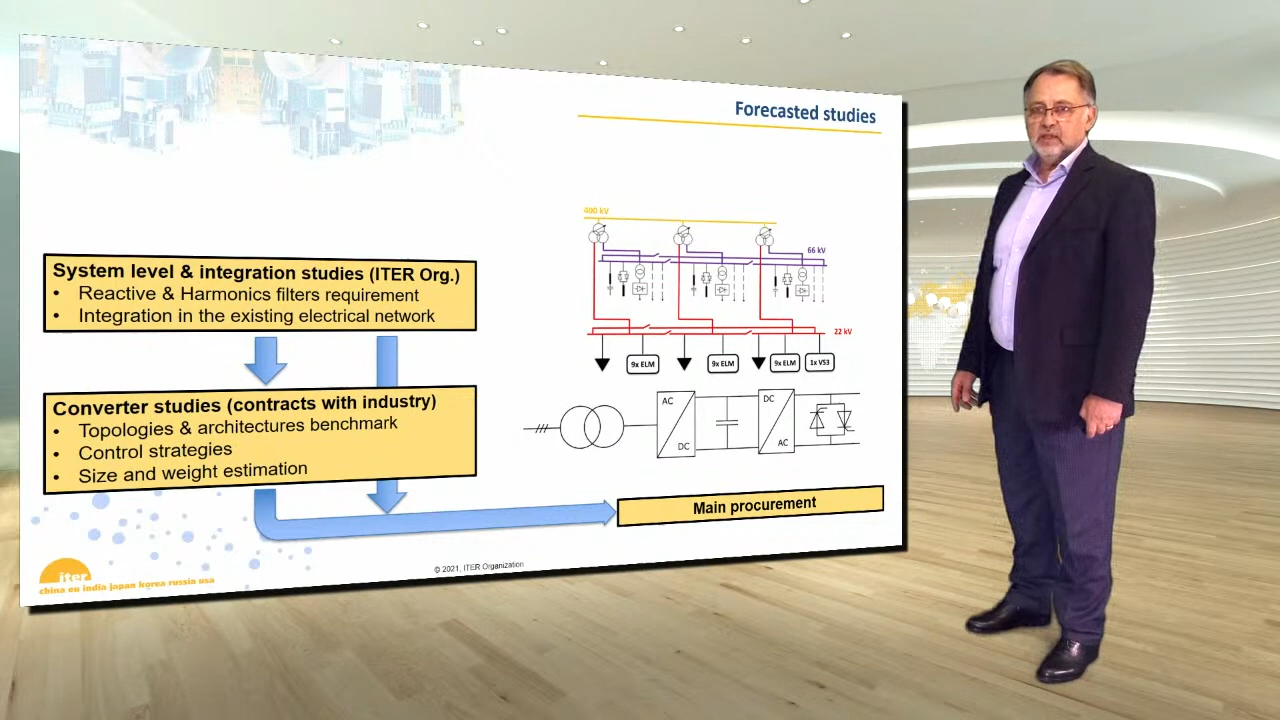 Forecasted studies
400 kV
66 kV
22 kV
9x ELM
9x ELM
9x ELM
1x VS3
System level & integration studies (ITER Org.)
• Reactive & Harmonics filters requirement
• Integration in the existing electrical network
Converter studies (contracts with industry)
• Topologies & architectures benchmark
• Control strategies
• Size and weight estimation
AC
DC
DC
AC
Main procurement
iter
china eu india japan korea russia usa
© 2021, ITER Organization